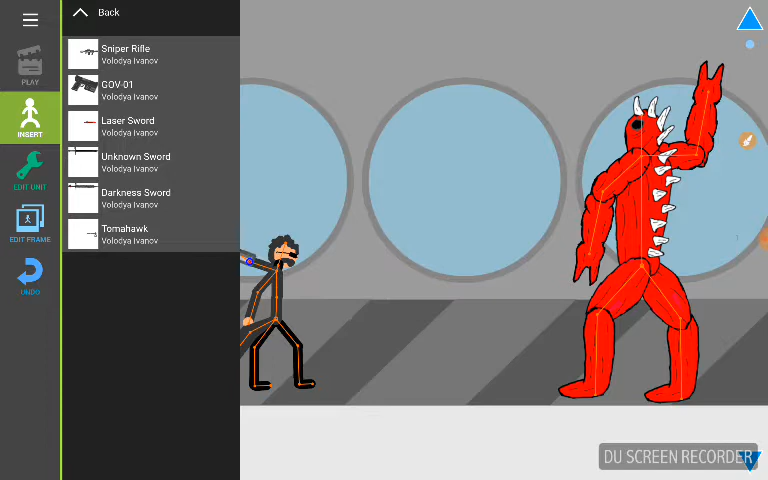 Back
PLAY
INSERT
EDIT UNIT
EDIT FRAME
UNDO
Sniper Rifle
Volodya Ivanov
GOV-01
Volodya Ivanov
Laser Sword
Volodya Ivanov
Unknown Sword
Volodya Ivanov
Darkness Sword
Volodya Ivanov
Tomahawk
Volodya Ivanov
DU SCREEN RECORDER